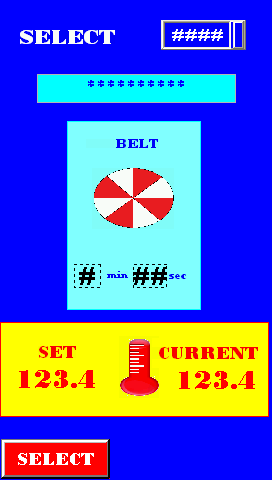 SELECT ####
**********
BELT
# min ## sec
SET CURRENT
123.4 123.4
SELECT